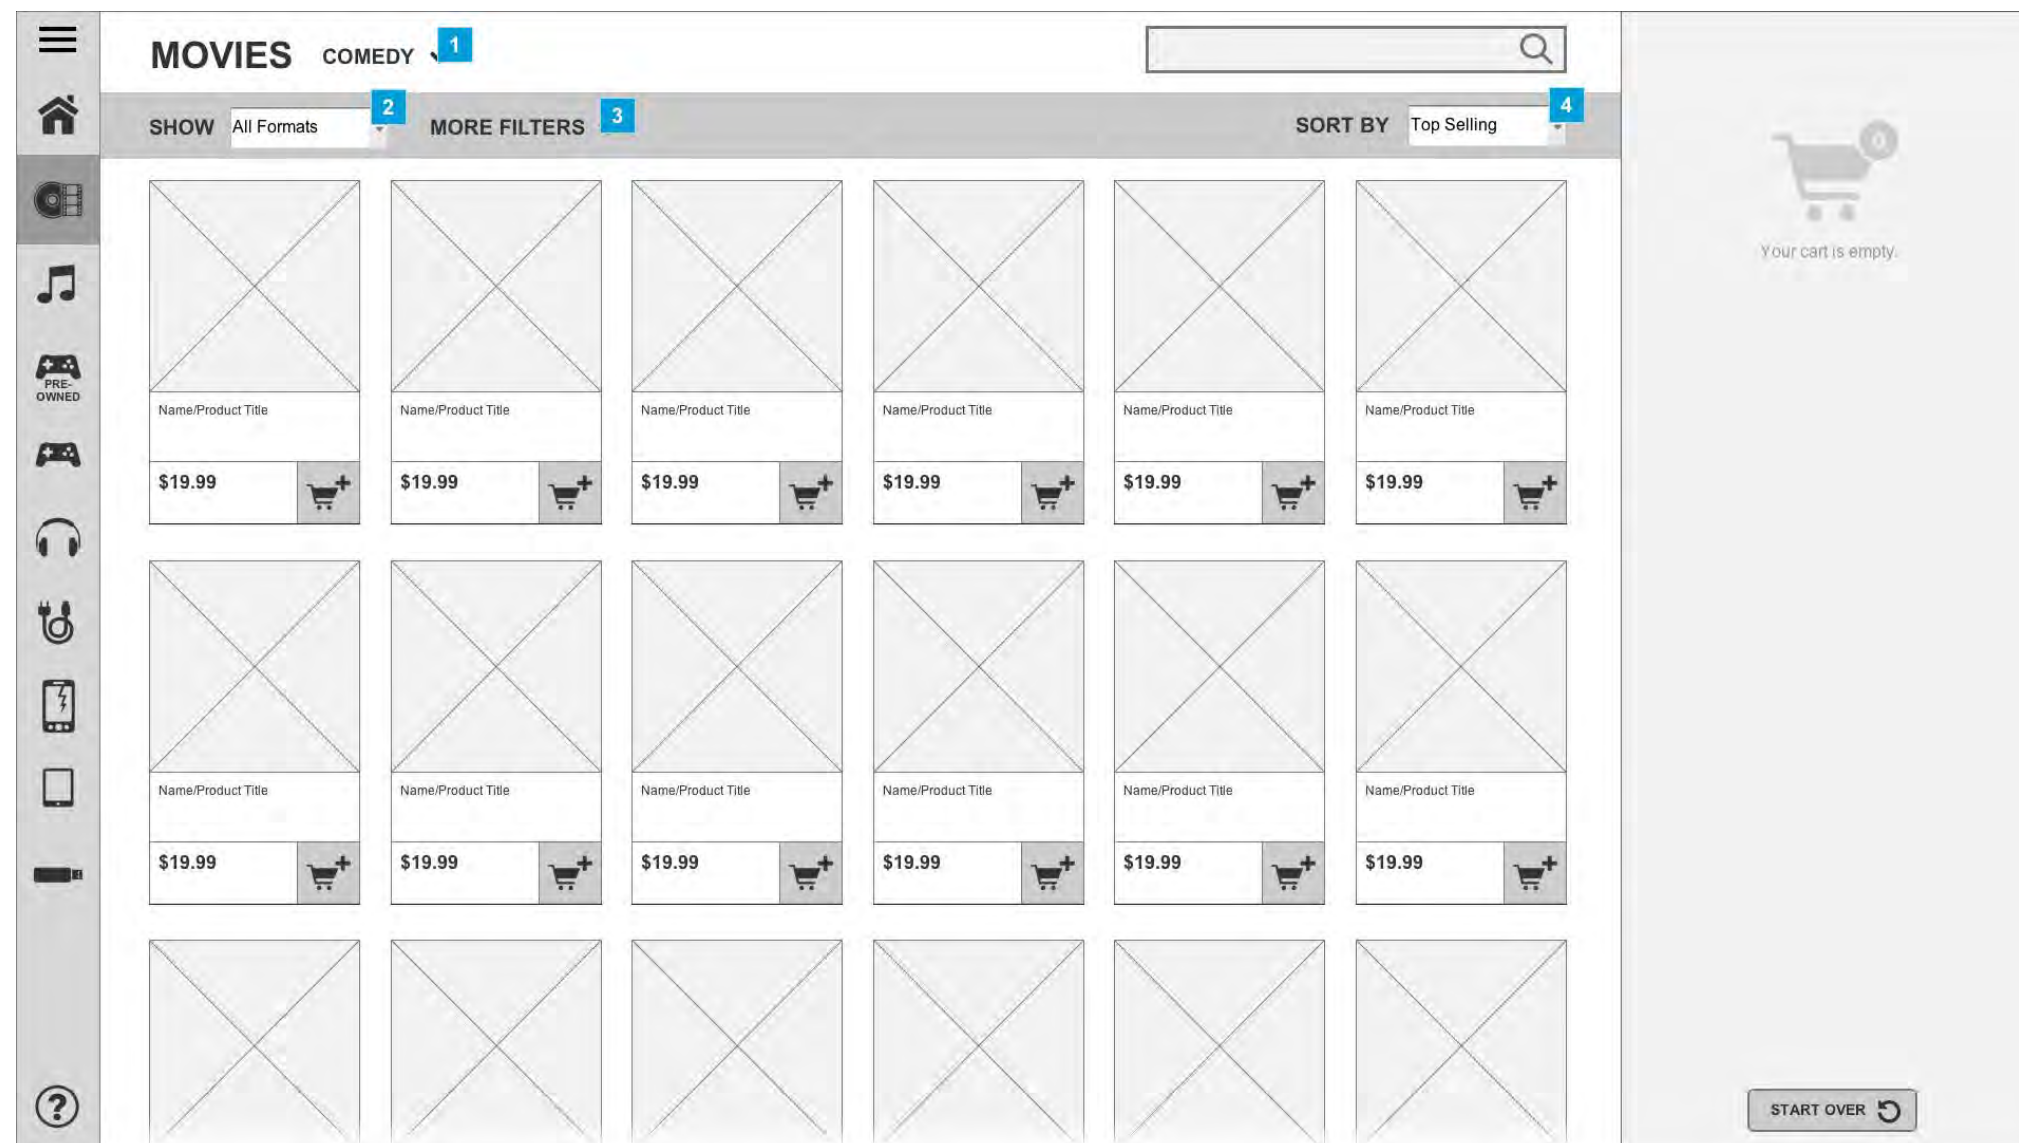 MOVIES COMEDY 1
SHOW All Formats 2 MORE FILTERS 3 SORT BY Top Selling 4
0
Your cart is empty.
PRE-
OWNED
Name/Product Title Name/Product Title Name/Product Title Name/Product Title Name/Product Title Name/Product Title
$19.99 $19.99 $19.99 $19.99 $19.99 $19.99
Name/Product Title Name/Product Title Name/Product Title Name/Product Title Name/Product Title Name/Product Title
$19.99 $19.99 $19.99 $19.99 $19.99 $19.99
?
START OVER